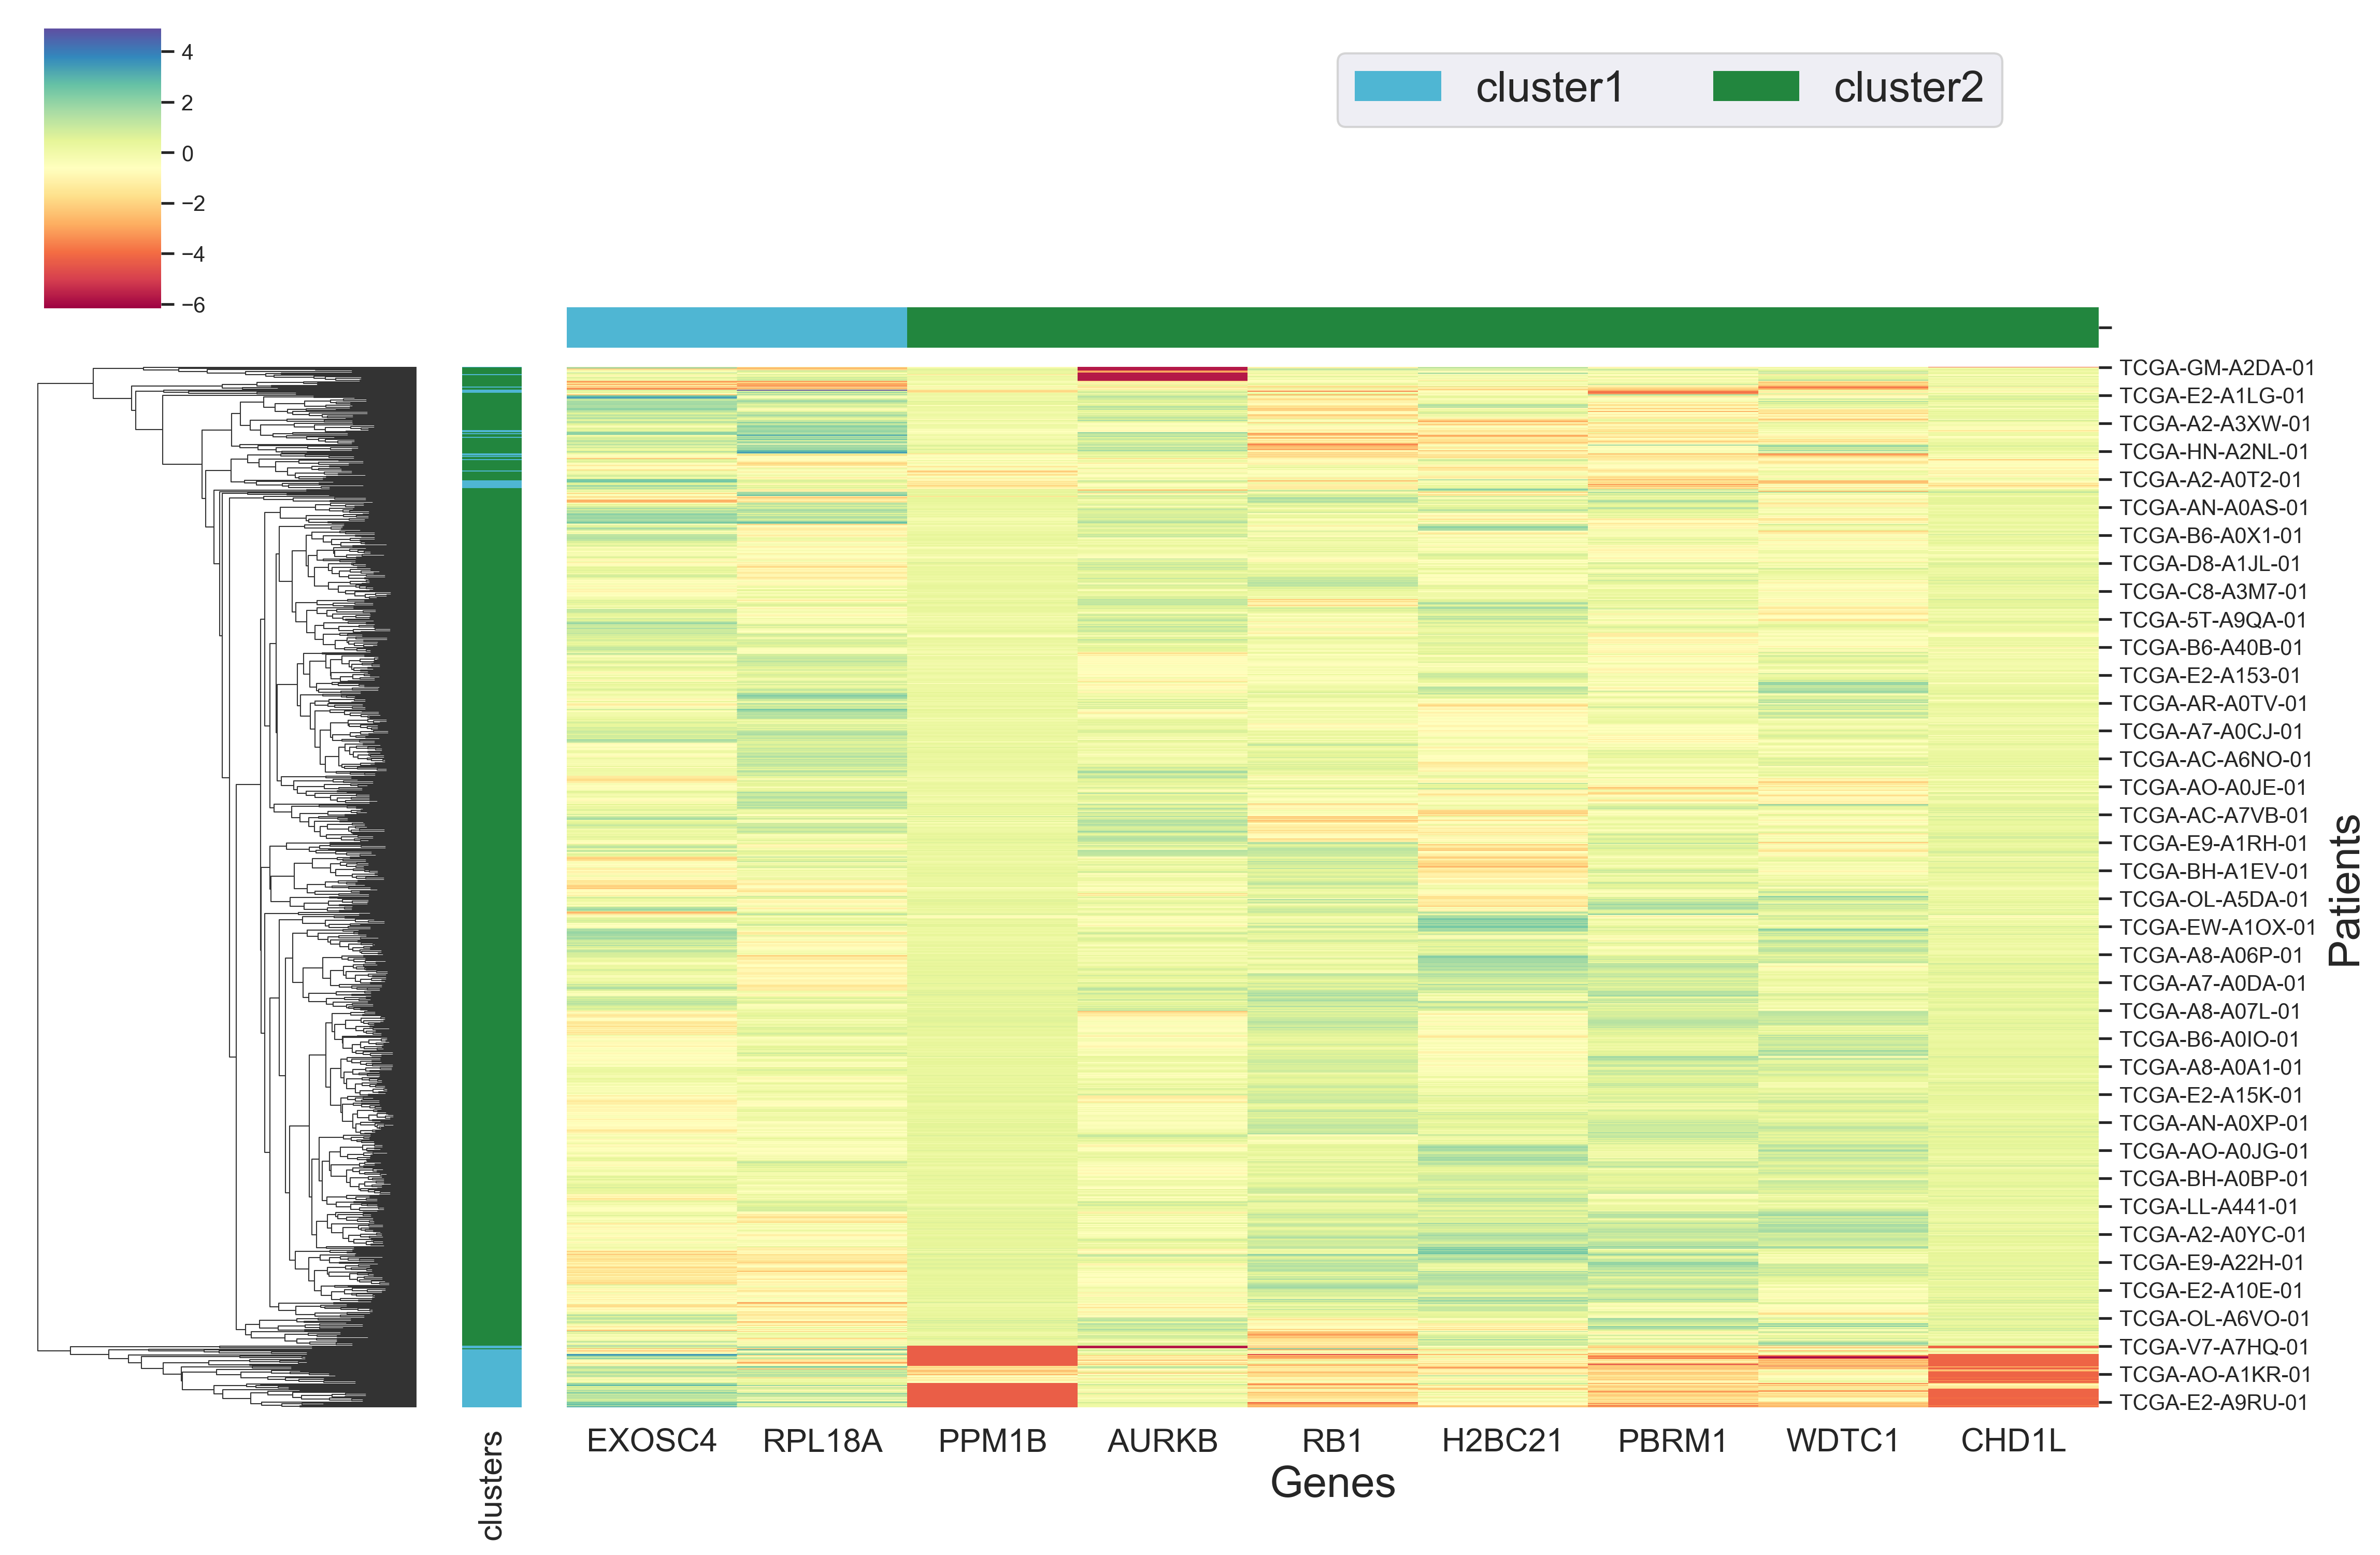 4
2
0
−2
−4
−6
cluster1
cluster2
TCGA-GM-A2DA-01
TCGA-E2-A1LG-01
TCGA-A2-A3XW-01
TCGA-HN-A2NL-01
TCGA-A2-A0T2-01
TCGA-AN-A0AS-01
TCGA-B6-A0X1-01
TCGA-D8-A1JL-01
TCGA-C8-A3M7-01
TCGA-5T-A9QA-01
TCGA-B6-A40B-01
TCGA-E2-A153-01
TCGA-AR-A0TV-01
TCGA-A7-A0CJ-01
TCGA-AC-A6NO-01
TCGA-AO-A0JE-01
TCGA-AC-A7VB-01
TCGA-E9-A1RH-01
TCGA-BH-A1EV-01
TCGA-OL-A5DA-01
TCGA-EW-A1OX-01
TCGA-A8-A06P-01
TCGA-A7-A0DA-01
TCGA-A8-A07L-01
TCGA-B6-A0IO-01
TCGA-A8-A0A1-01
TCGA-E2-A15K-01
TCGA-AN-A0XP-01
TCGA-AO-A0JG-01
TCGA-BH-A0BP-01
TCGA-LL-A441-01
TCGA-A2-A0YC-01
TCGA-E9-A22H-01
TCGA-E2-A10E-01
TCGA-OL-A6VO-01
TCGA-V7-A7HQ-01
TCGA-AO-A1KR-01
TCGA-E2-A9RU-01
Patients
EXOSC4 RPL18A PPM1B AURKB RB1 H2BC21 PBRM1 WDTC1 CHD1L
Genes
clusters